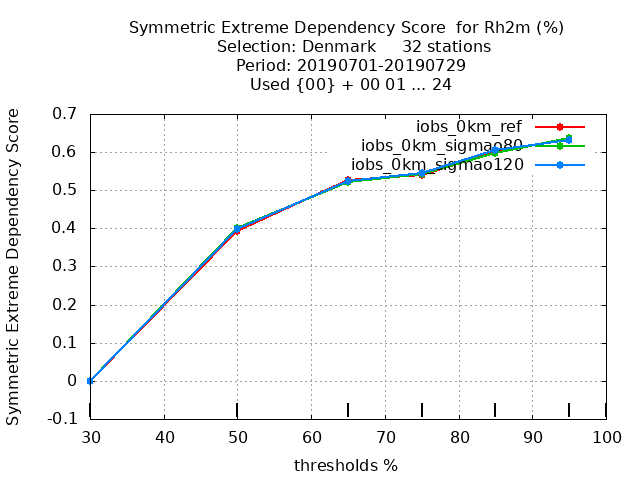 Symmetric Extreme Dependency Score  for Rh2m (%)
Selection: Denmark     32 stations
Period: 20190701-20190729
Used {00} + 00 01 ... 24
Symmetric Extreme Dependency Score
0.7
0.6
0.5
0.4
0.3
0.2
0.1
0
-0.1
iobs_0km_ref
iobs_0km_sigmao80
iobs_0km_sigmao120
30 40 50 60 70 80 90 100
thresholds %